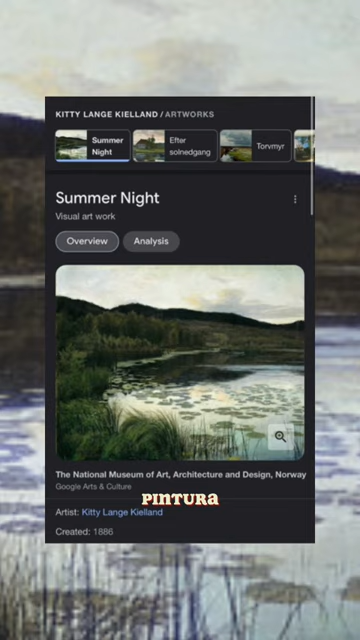 KITTY LANGE KIELLAND / ARTWORKS
Summer
Night
Efter
solnedgang
Torvmyr
Summer Night
Visual art work
Overview
Analysis
The National Museum of Art, Architecture and Design, Norway
Google Arts & Culture
PINTURA
Artist: Kitty Lange Kielland
Created: 1886